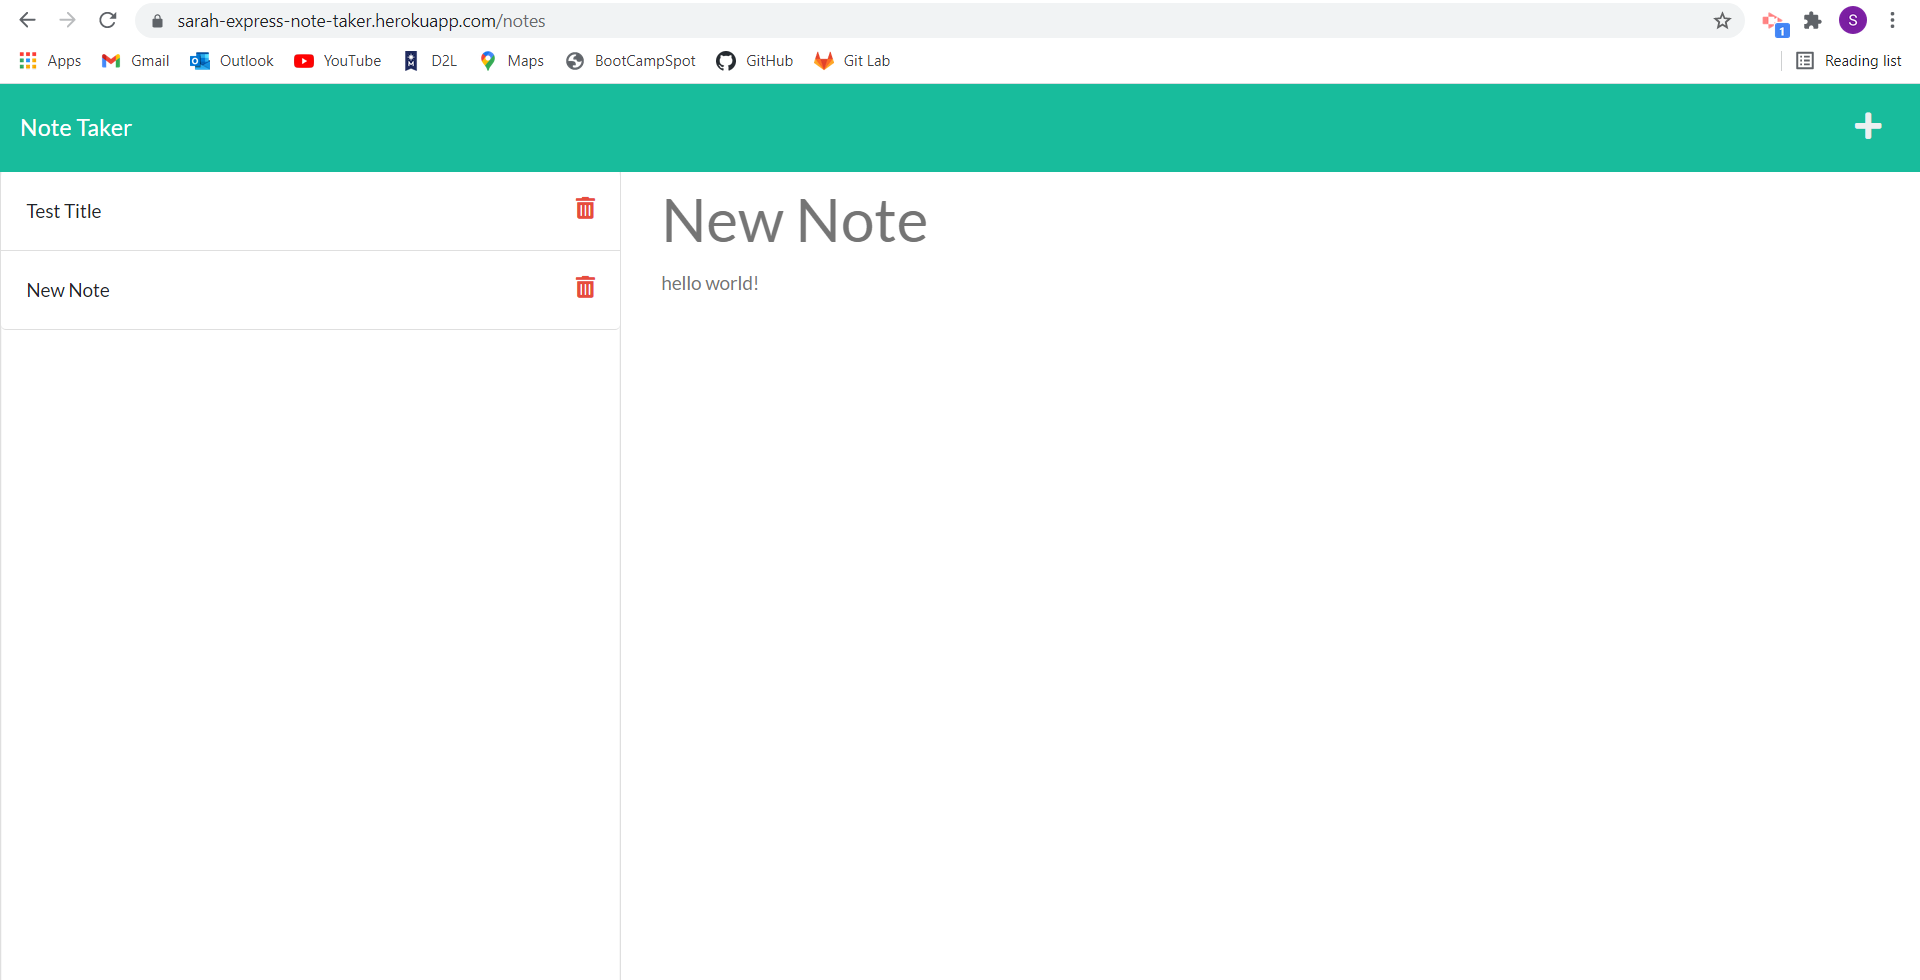 sarah-express-note-taker.herokuapp.com/notes
S
1
Apps Gmail Outlook YouTube D2L Maps BootCampSpot GitHub Git Lab Reading list
Note Taker
Test Title
New Note
New Note
hello world!